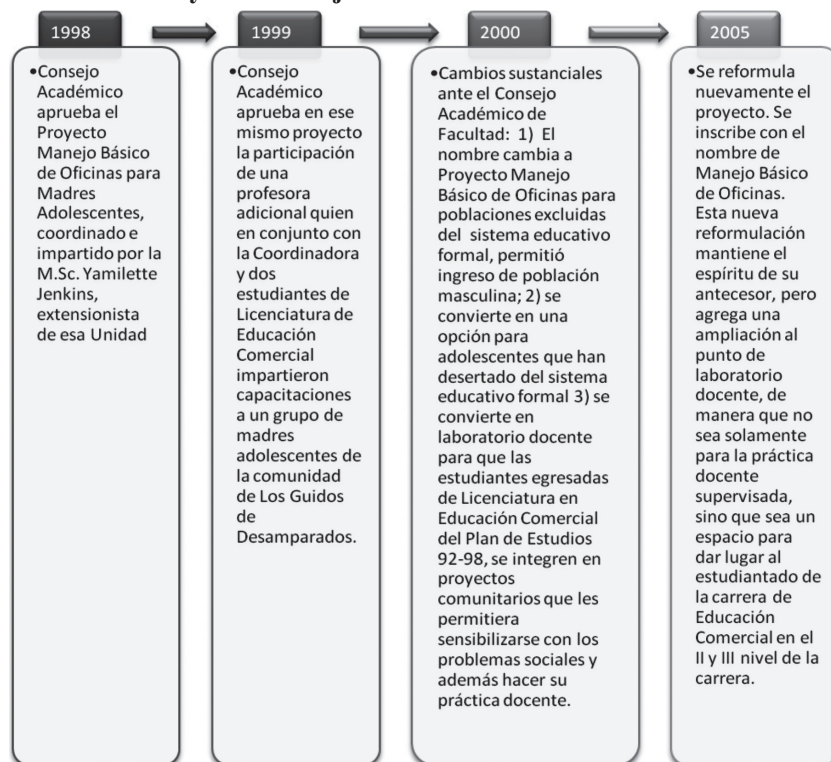 1998
•Consejo
Académico
aprueba el
Proyecto
Manejo Básico
de Oficinas para
Madres
Adolescentes,
coordinado e
impartido por la
M.Sc. Yamilette
Jenkins,
extensionista
de esa Unidad
1999
•Consejo
Académico
aprueba en ese
mismo proyecto
la participación
de una
profesora
adicional quien
en conjunto con
la Coordinadora
y dos
estudiantes de
Licenciatura de
Educación
Comercial
impartieron
capacitaciones
a un grupo de
madres
adolescentes de
la comunidad
de Los Guidos
de
Desamparados.
2000
•Cambios sustanciales
ante el Consejo
Académico de
Facultad: 1) El
nombre cambia a
Proyecto Manejo
Básico de Oficinas para
poblaciones excluidas
del sistema educativo
formal, permitió
ingreso de población
masculina; 2) se
convierte en una
opción para
adolescentes que han
desertado del sistema
educativo formal 3) se
convierte en
laboratorio docente
para que las
estudiantes egresadas
de Licenciatura en
Educación Comercial
del Plan de Estudios
92-98, se integren en
proyectos
comunitarios que les
permitiera
sensibilizarse con los
problemas sociales y
además hacer su
práctica docente.
2005
•Se reformula
nuevamente el
proyecto. Se
inscribe con el
nombre de
Manejo Básico
de Oficinas.
Esta nueva
reformulación
mantiene el
espíritu de su
antecesor, pero
agrega una
ampliación al
punto de
laboratorio
docente, de
manera que no
sea solamente
para la práctica
docente
supervisada,
sino que sea un
espacio para
dar lugar al
estudiantado de
la carrera de
Educación
Comercial en el
II y III nivel de la
carrera.